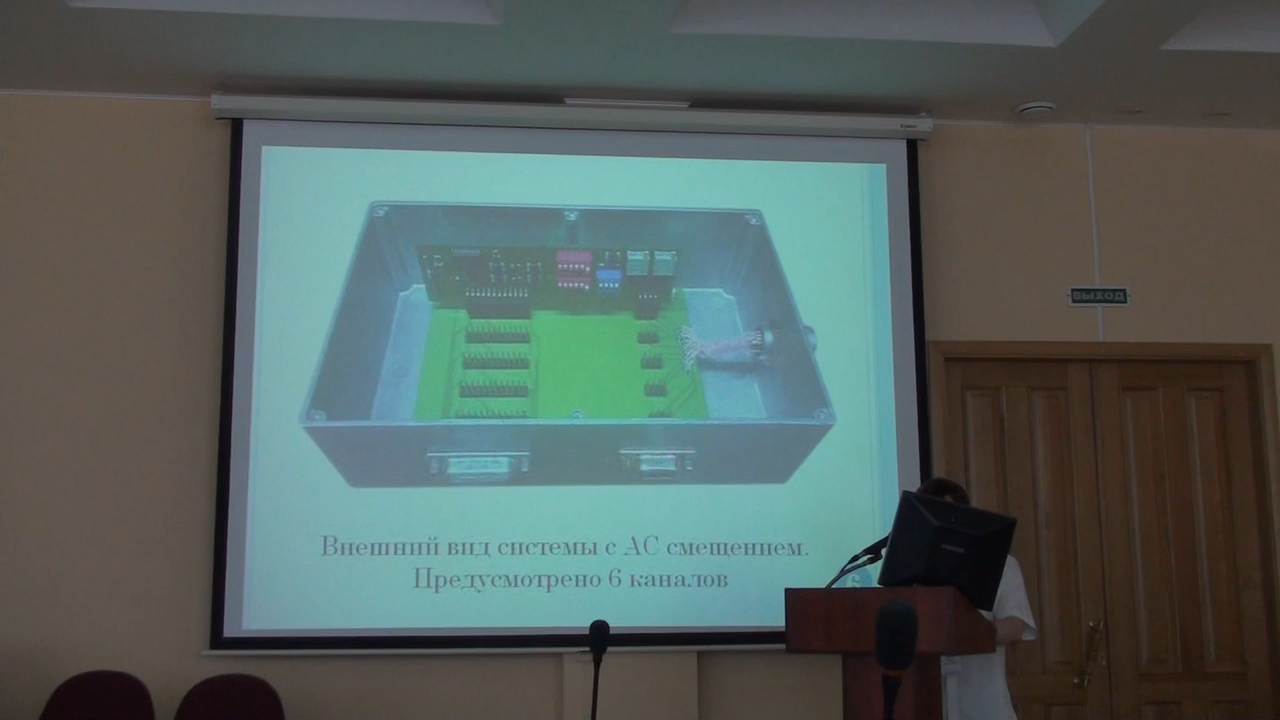 ВЫХОД
Внешний вид системы с АС смещением.
Предусмотрено 6 каналов